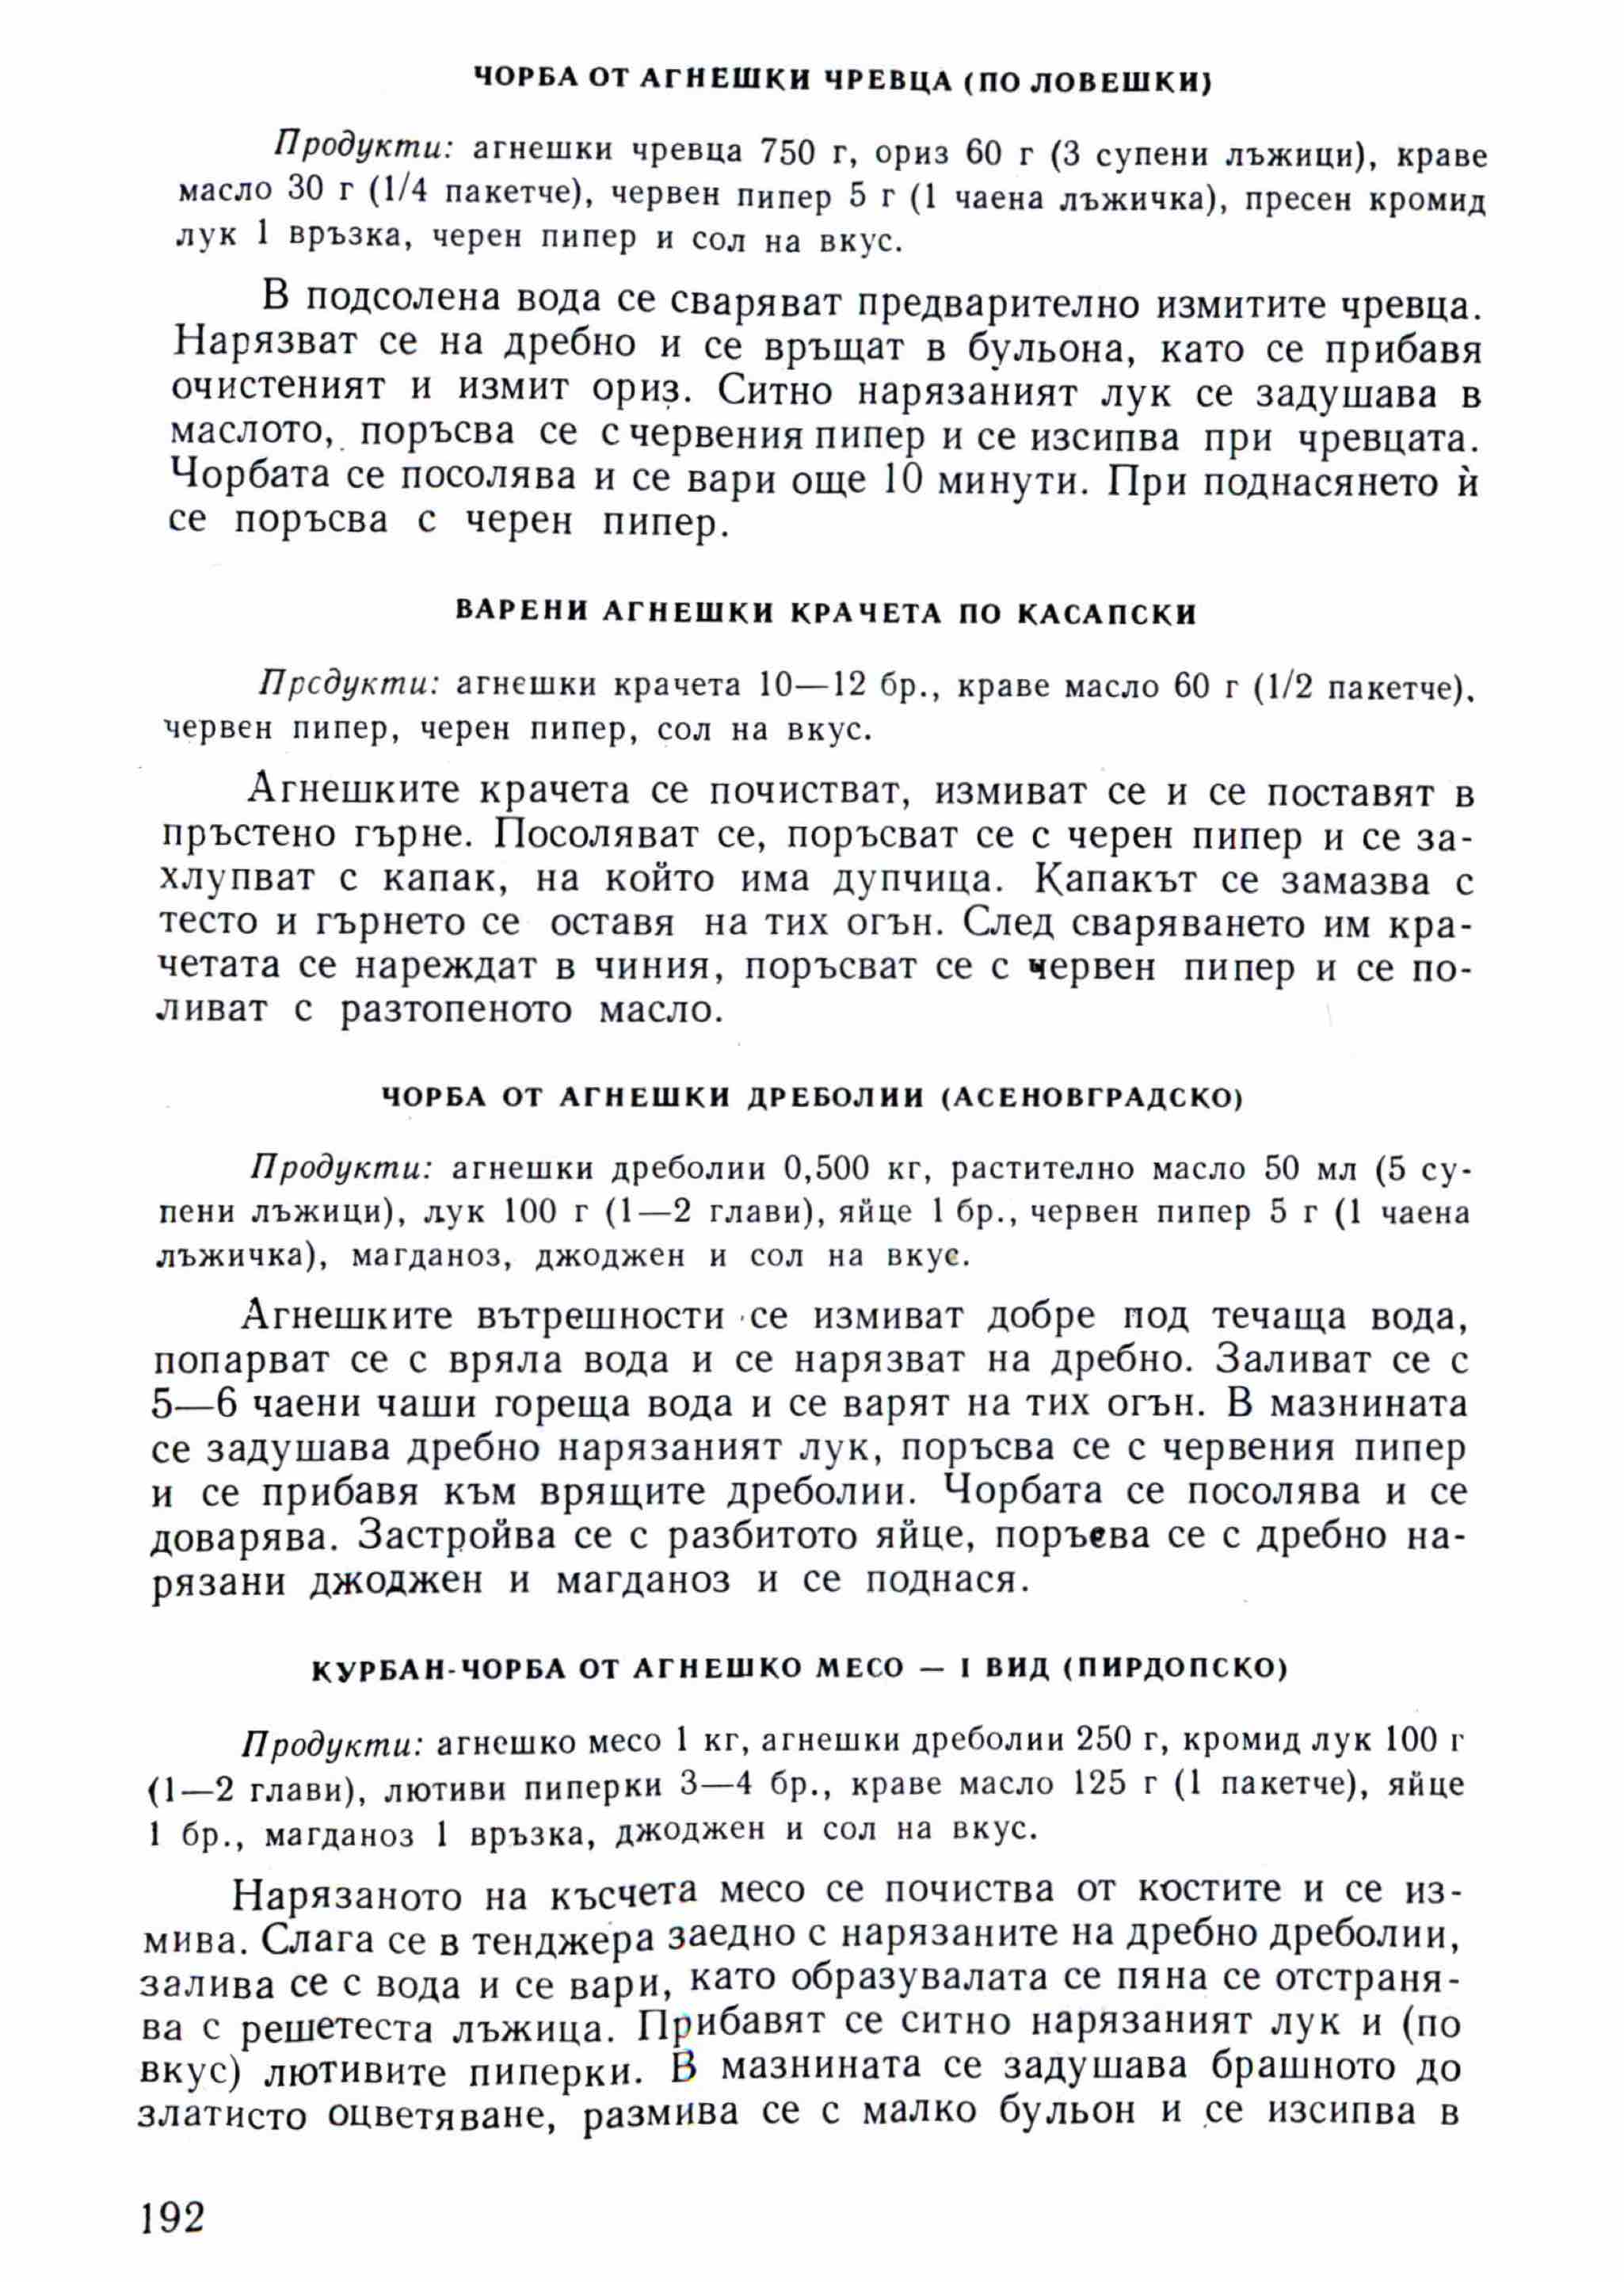 ЧОРБА ОТ АГНЕШКИ ЧРЕВЦА (ПО ЛОВЕШКИ)
Продукти: агнешки чревца 750 г, ориз 60 г (3 супени лъжици), краве
масло 30 г (1/4 пакетче), червен пипер 5 г (1 чаена лъжичка), пресен кромид
лук 1 връзка, черен пипер и сол на вкус.
В подсолена вода се сваряват предварително измитите чревца.
Нарязват се на дребно и се връщат в бульона, като се прибавя
очистеният и измит ориз. Ситно нарязаният лук се задушава в
маслото, поръсва се с червения пипер и се изсипва при чревцата.
Чорбата се посолява и се вари още 10 минути. При поднасянето ѝ
се поръсва с черен пипер.
ВАРЕНИ АГНЕШКИ КРАЧЕТА ПО КАСАПСКИ
Продукти: агнешки крачета 10—12 бр., краве масло 60 г (1/2 пакетче),
червен пипер, черен пипер, сол на вкус.
Агнешките крачета се почистват, измиват се и се поставят в
пръстено гърне. Посоляват се, поръсват се с черен пипер и се за-
хлупват с капак, на който има дупчица. Капакът се замазва с
тесто и гърнето се оставя на тих огън. След сваряването им кра-
четата се нареждат в чиния, поръсват се с червен пипер и се по-
ливат с разтопеното масло.
ЧОРБА ОТ АГНЕШКИ ДРЕБОЛИИ (АСЕНОВГРАДСКО)
Продукти: агнешки дреболии 0,500 кг, растително масло 50 мл (5 су-
пени лъжици), лук 100 г (1—2 глави), яйце 1 бр., червен пипер 5 г (1 чаена
лъжичка), магданоз, джоджен и сол на вкус.
Агнешките вътрешности се измиват добре под течаща вода,
попарват се с вряла вода и се нарязват на дребно. Заливат се с
5—6 чаени чаши гореща вода и се варят на тих огън. В мазнината
се задушава дребно нарязаният лук, поръсва се с червения пипер
и се прибавя към врящите дреболии. Чорбата се посолява и се
доварява. Застройва се с разбитото яйце, поръсва се с дребно на-
рязани джоджен и магданоз и се поднася.
КУРБАН-ЧОРБА ОТ АГНЕШКО МЕСО — I ВИД (ПИРДОПСКО)
Продукти: агнешко месо 1 кг, агнешки дреболии 250 г, кромид лук 100 г
(1—2 глави), лютиви пиперки 3—4 бр., краве масло 125 г (1 пакетче), яйце
1 бр., магданоз 1 връзка, джоджен и сол на вкус.
Нарязаното на късчета месо се почиства от костите и се из-
мива. Слага се в тенджера заедно с нарязаните на дребно дреболии,
залива се с вода и се вари, като образувалата се пяна се отстраня-
ва с решетеста лъжица. Прибавят се ситно нарязаният лук и (по
вкус) лютивите пиперки. В мазнината се задушава брашното до
златисто оцветяване, размива се с малко бульон и се изсипва в
192